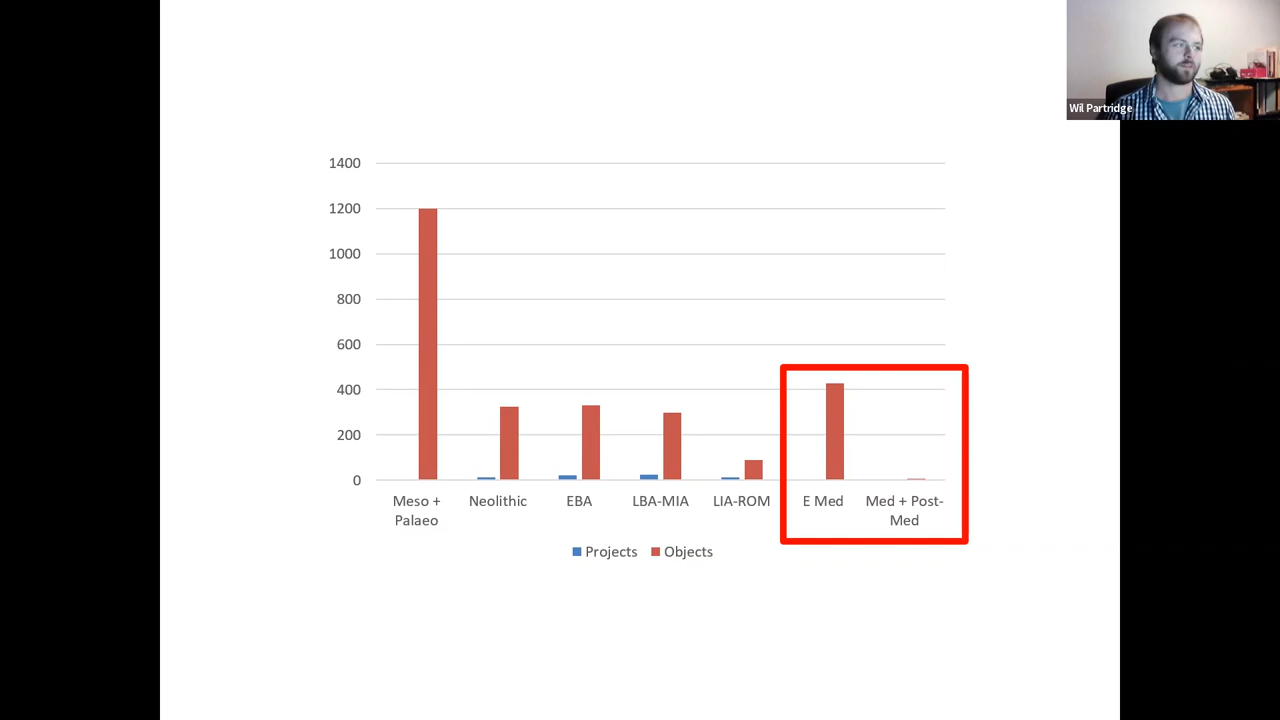 Wil Partridge
1400
1200
1000
800
600
400
200
0
Meso + Palaeo
Neolithic
EBA
LBA-MIA
LIA-ROM
E Med
Med + Post-Med
Projects
Objects